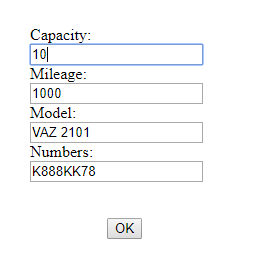 Capacity:
10
Mileage:
1000
Model:
VAZ 2101
Numbers:
K888KK78
OK